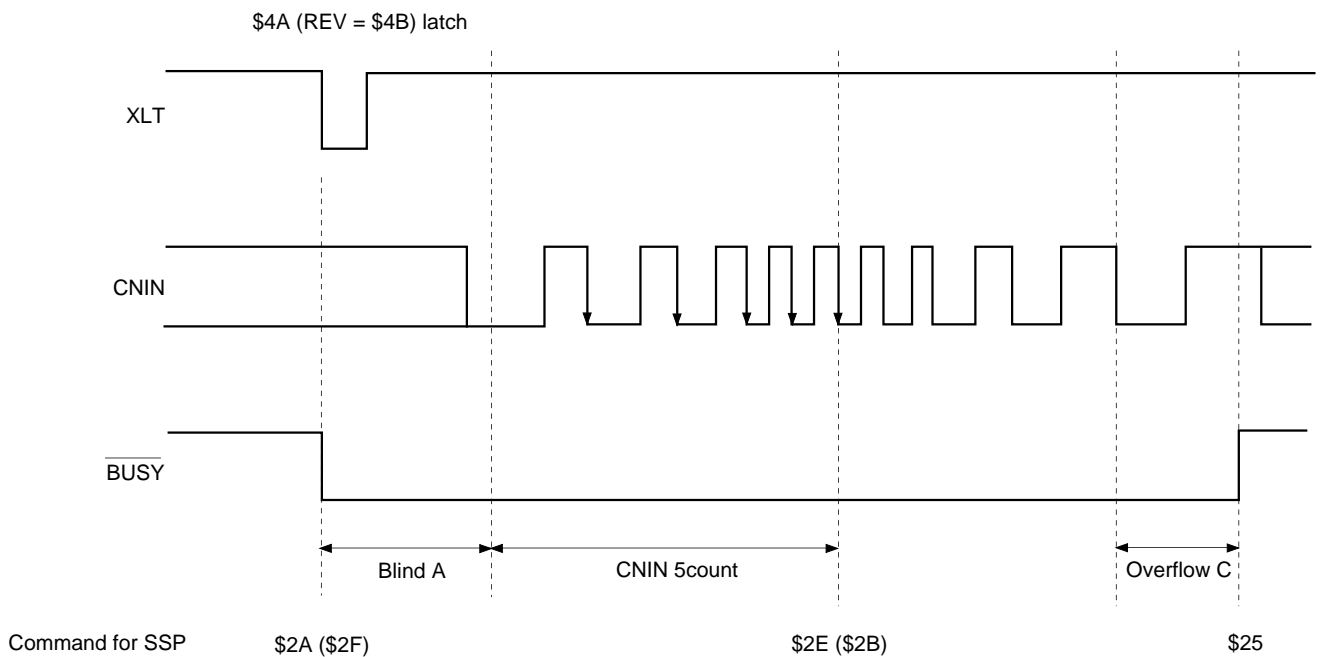 $4A (REV = $4B) latch
XLT
CNIN
BUSY
Blind A
CNIN 5count
Overflow C
Command for SSP
$2A ($2F)
$2E ($2B)
$25